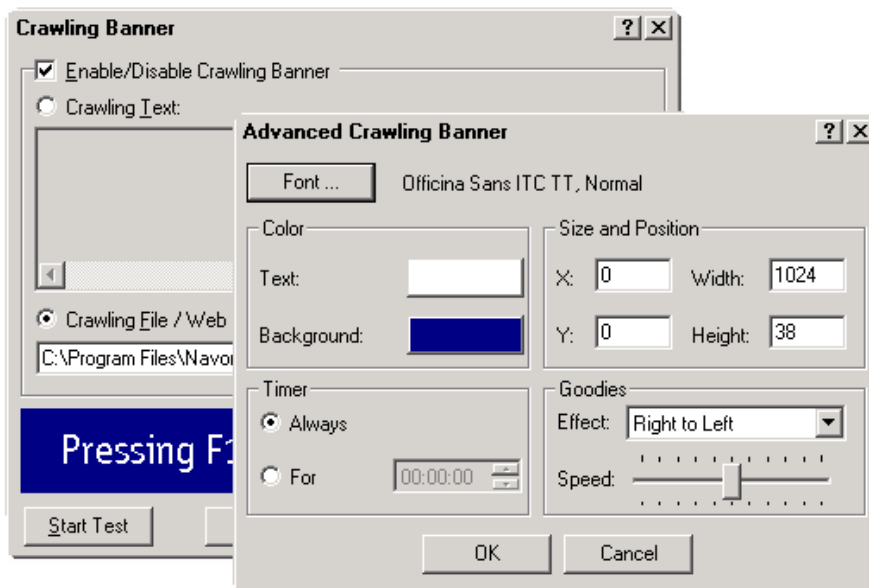 Crawling Banner
Enable/Disable Crawling Banner
Crawling Text:
Crawling File / Web
C:\Program Files\
Pressing
Start Test
Advanced Crawling Banner
Font ...
Officina Sans ITC TT, Normal
Color
Text:
Background:
Size and Position
X: 0 Width: 1024
Y: 0 Height: 38
Timer
Always
For 00:00:00
Goodies
Effect: Right to Left
Speed:
OK
Cancel